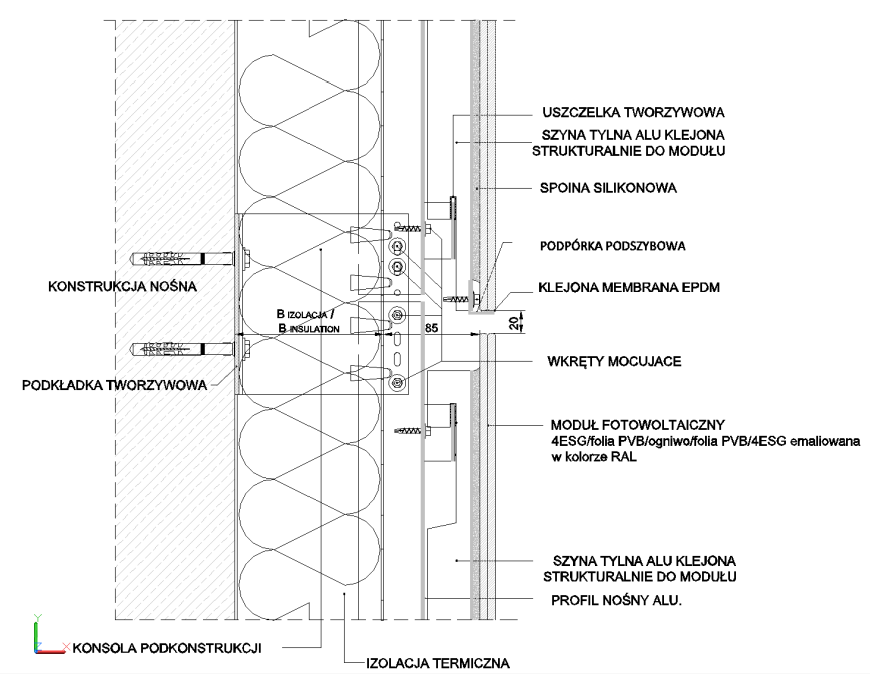 USZCZELKA TWORZYWOWA
SZYNA TYLNA ALU KLEJONA
STRUKTURALNIE DO MODUŁU
SPOINA SILIKONOWA
PODPÓRKA PODSZYBOWA
KLEJONA MEMBRANA EPDM
KONSTRUKCJA NOŚNA
B IZOLACJA /
B INSULATION
85
20
WKRĘTY MOCUJACE
PODKŁADKA TWORZYWOWA
MODUŁ FOTOWOLTAICZNY
4ESG/folia PVB/ogniwo/folia PVB/4ESG emaliowana
w kolorze RAL
SZYNA TYLNA ALU KLEJONA
STRUKTURALNIE DO MODUŁU
PROFIL NOŚNY ALU.
Y
Z
X
KONSOLA PODKONSTRUKCJI
IZOLACJA TERMICZNA